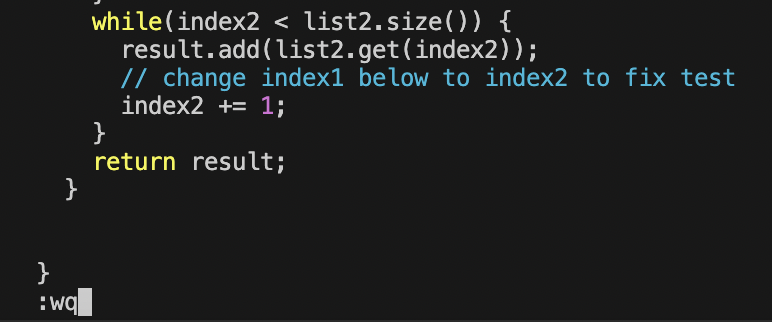 while(index2 < list2.size()) {
result.add(list2.get(index2));
// change index1 below to index2 to fix test
index2 += 1;
}
return result;
}
}
:wq